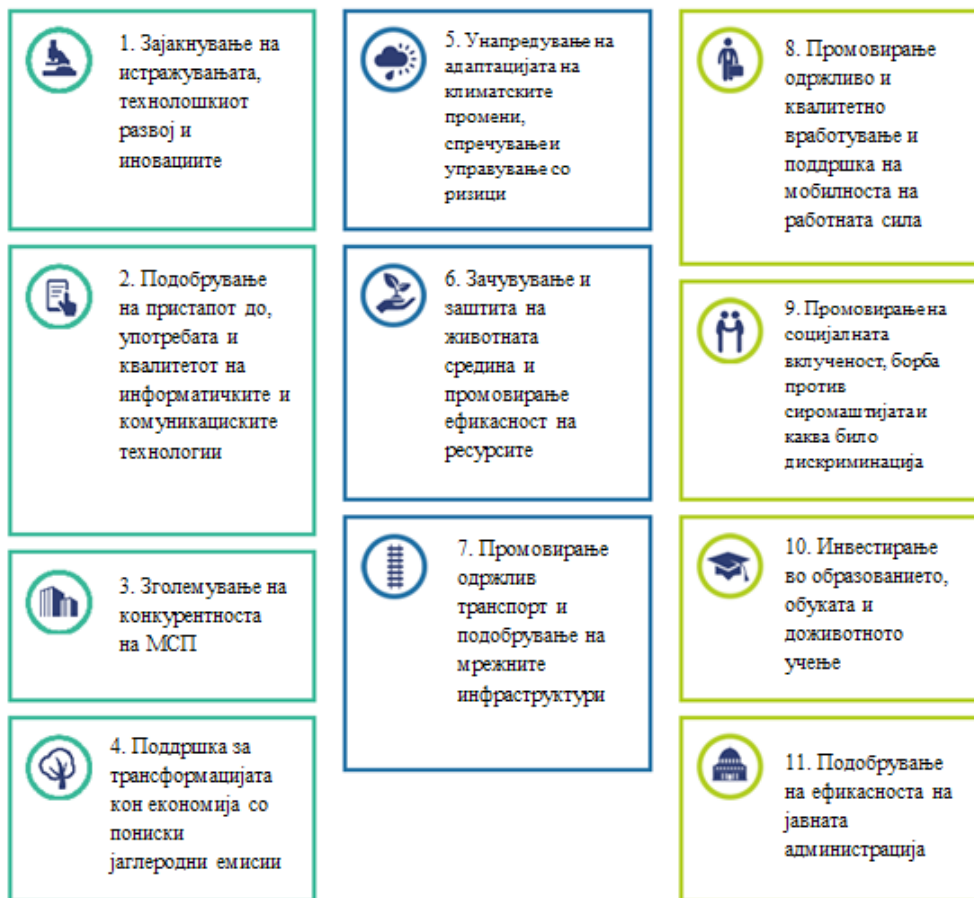 1. Зајакнување на
истражувањата,
технолошкиот
развој и
иновациите
2. Подобрување
на пристапот до,
употребата и
квалитетот на
информатичките и
комуникациските
технологии
3. Зголемување на
конкурентноста
на МСП
4. Поддршка за
трансформацијата
кон економија со
пониски
јаглеродни емисии
5. Унапредување на
адаптацијата на
климатските
промени,
спречување и
управување со
ризици
6. Зачувување и
заштита на
животната
средина и
промовирање
ефикасност на
ресурсите
7. Промовирање
одржлив
транспорт и
подобрување на
мрежните
инфраструктури
8. Промовирање
одржливо и
квалитетно
вработување и
поддршка на
мобилноста на
работната сила
9. Промовирање на
социјалната
вклученост, борба
против
сиромаштијата и
каква било
дискриминација
10. Инвестирање
во образованието,
обуката и
доживотното
учење
11. Подобрување
на ефикасноста на
јавната
администрација